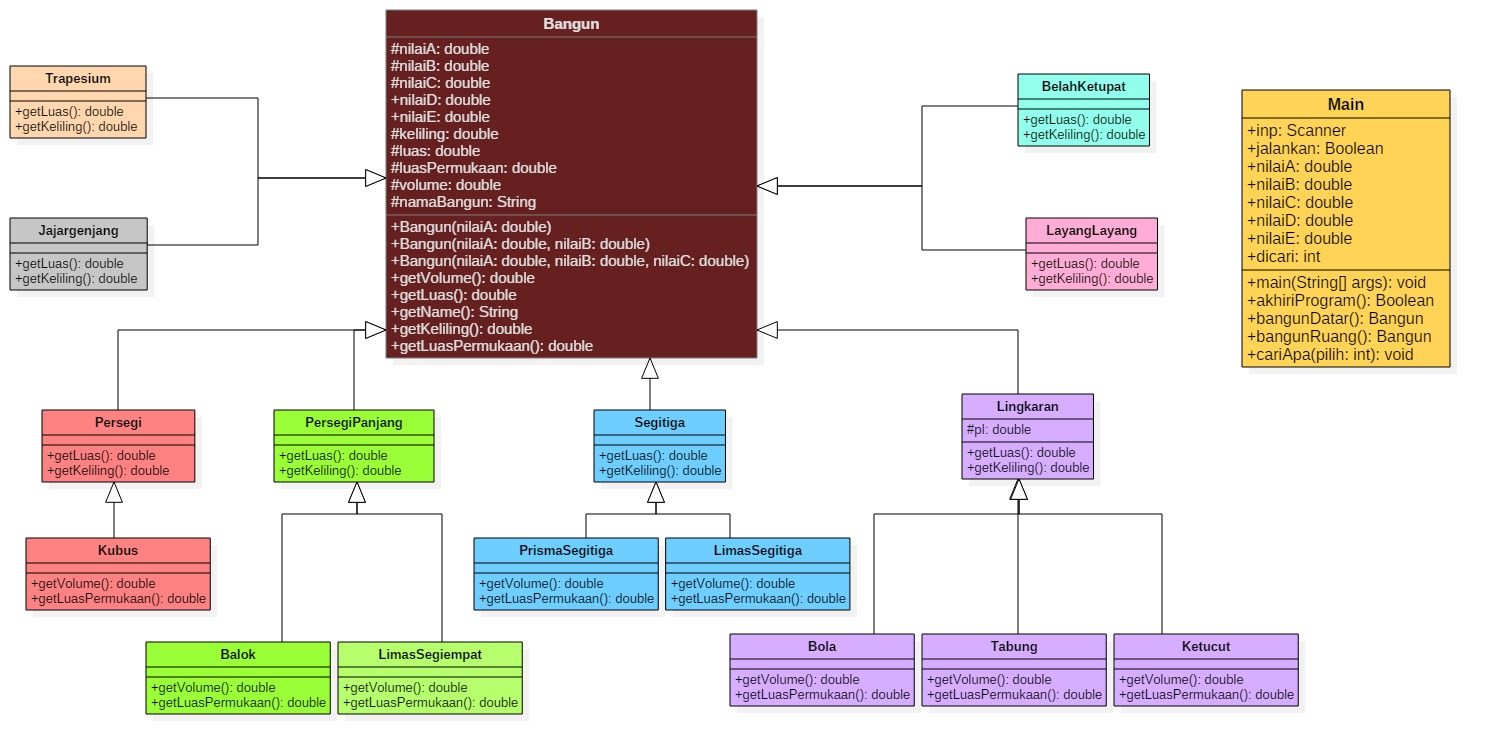 Bangun
#nilaiA: double
#nilaiB: double
#nilaiC: double
+nilaiD: double
+nilaiE: double
#keliling: double
#luas: double
#luasPermukaan: double
#volume: double
#namaBangun: String
+Bangun(nilaiA: double)
+Bangun(nilaiA: double, nilaiB: double)
+Bangun(nilaiA: double, nilaiB: double, nilaiC: double)
+getVolume(): double
+getLuas(): double
+getName(): String
+getKeliling(): double
+getLuasPermukaan(): double
Trapesium
+getLuas(): double
+getKeliling(): double
Jajargenjang
+getLuas(): double
+getKeliling(): double
BelahKetupat
+getLuas(): double
+getKeliling(): double
LayangLayang
+getLuas(): double
+getKeliling(): double
Main
+inp: Scanner
+jalankan: Boolean
+nilaiA: double
+nilaiB: double
+nilaiC: double
+nilaiD: double
+nilaiE: double
+dicari: int
+main(String[] args): void
+akhiriProgram(): Boolean
+bangunDatar(): Bangun
+bangunRuang(): Bangun
+cariApa(pilih: int): void
Persegi
+getLuas(): double
+getKeliling(): double
PersegiPanjang
+getLuas(): double
+getKeliling(): double
Segitiga
+getLuas(): double
+getKeliling(): double
Lingkaran
#pI: double
+getLuas(): double
+getKeliling(): double
Kubus
+getVolume(): double
+getLuasPermukaan(): double
PrismaSegitiga
+getVolume(): double
+getLuasPermukaan(): double
LimasSegitiga
+getVolume(): double
+getLuasPermukaan(): double
Balok
+getVolume(): double
+getLuasPermukaan(): double
LimasSegiempat
+getVolume(): double
+getLuasPermukaan(): double
Bola
+getVolume(): double
+getLuasPermukaan(): double
Tabung
+getVolume(): double
+getLuasPermukaan(): double
Ketucut
+getVolume(): double
+getLuasPermukaan(): double